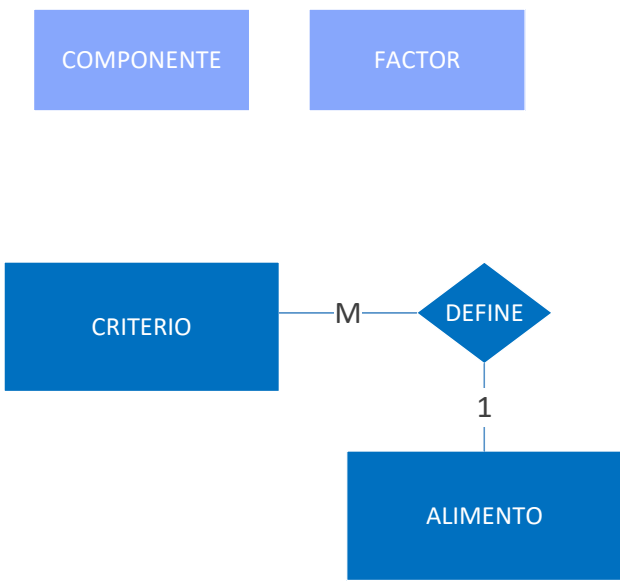 COMPONENTE
FACTOR
CRITERIO
M
DEFINE
1
ALIMENTO